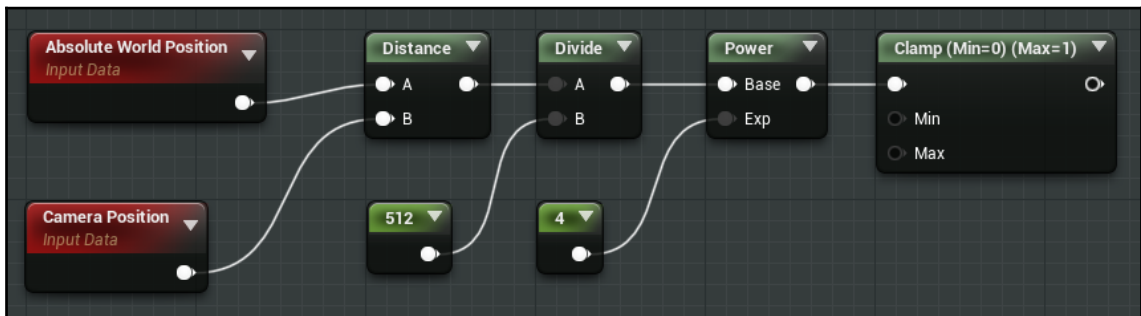 Absolute World Position
Input Data
Distance
A
B
Divide
A
B
Power
Base
Exp
Clamp (Min=0) (Max=1)
Min
Max
Camera Position
Input Data
512
4